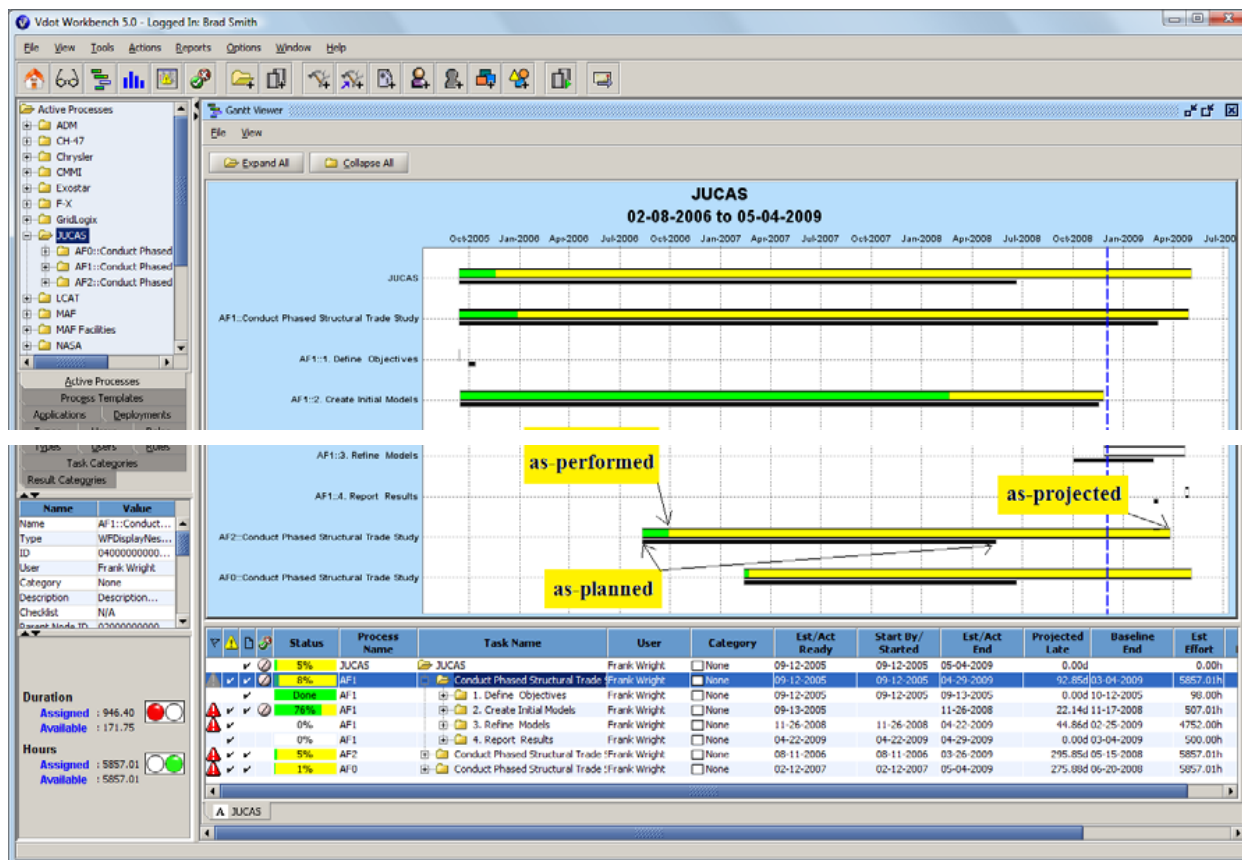 Vdot Workbench 5.0 - Logged In: Brad Smith
File View Tools Actions Reports Options Window Help
Active Processes
ADM
CH-47
Chrysler
CMMI
Exostar
F-X
GridLogix
JUCAS
AF0::Conduct Phased
AF1::Conduct Phased
AF2::Conduct Phased
LCAT
MAF
MAF Facilities
NASA
Active Processes
Process Templates
Applications Deployments
Types Users Roles
Task Categories
Result Categories
Name Value
Name AF1::Conduct...
Type WFDisplayNes...
ID 04000000000...
User Frank Wright
Category None
Description Description...
Checklist N/A
Parent Node ID 02000000000
Duration
Assigned : 946.40
Available : 171.75
Hours
Assigned : 5857.01
Available : 5857.01
Gantt Viewer
File View
Expand All Collapse All
JUCAS
02-08-2006 to 05-04-2009
Oct-2005 Jan-2006 Apr-2006 Jul-2006 Oct-2006 Jan-2007 Apr-2007 Jul-2007 Oct-2007 Jan-2008 Apr-2008 Jul-2008 Oct-2008 Jan-2009 Apr-2009 Jul-200
JUCAS
AF1::Conduct Phased Structural Trade Study
AF1::1. Define Objectives
AF1::2. Create Initial Models
AF1::3. Refine Models
as-performed
AF1::4. Report Results
as-projected
AF2::Conduct Phased Structural Trade Study
AF0::Conduct Phased Structural Trade Study
as-planned
Status Process Name Task Name User Category Est/Act Ready Start By/ Started Est/Act End Projected Late Baseline End Est Effort
5% JUCAS JUCAS Frank Wright None 09-12-2005 09-12-2005 05-04-2009 0.00d 0.00h
8% AF1 Conduct Phased Structural Trade Frank Wright None 09-12-2005 09-12-2005 04-29-2009 92.85d 03-04-2009 5857.01h
Done AF1 1. Define Objectives Frank Wright None 09-12-2005 09-12-2005 09-13-2005 0.00d 10-12-2005 98.00h
76% AF1 2. Create Initial Models Frank Wright None 09-13-2005 11-26-2008 22.14d 11-17-2008 507.01h
0% AF1 3. Refine Models Frank Wright None 11-26-2008 11-26-2008 04-22-2009 44.86d 02-25-2009 4752.00h
0% AF1 4. Report Results Frank Wright None 04-22-2009 04-22-2009 04-29-2009 0.00d 03-04-2009 500.00h
5% AF2 Conduct Phased Structural Trade Frank Wright None 08-11-2006 08-11-2006 03-26-2009 295.85d 05-15-2008 5857.01h
1% AF0 Conduct Phased Structural Trade Frank Wright None 02-12-2007 02-12-2007 05-04-2009 275.88d 06-20-2008 5857.01h
A JUCAS